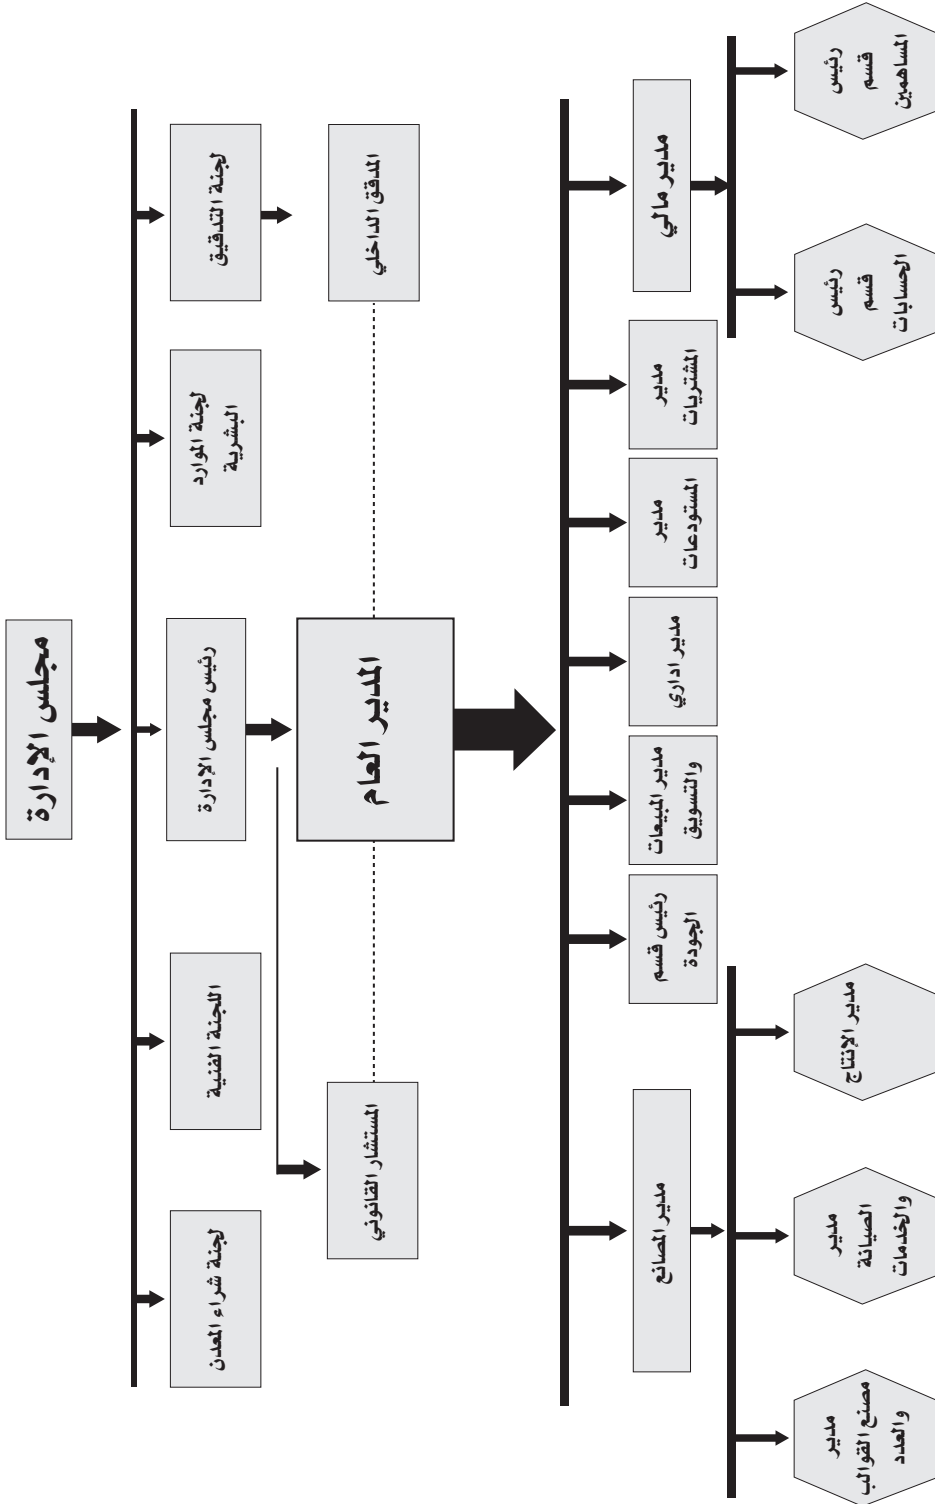 مجلس الإدارة
لجنة التدقيق
لجنة الموارد
البشرية
رئيس مجلس الإدارة
اللجنة الفنية
لجنة شراء المعدن
المدقق الداخلي
المدير
العام
المستشار القانوني
مدير مالي
مدير
المشتريات
مدير
المستودعات
مدير اداري
مدير المبيعات
والتسويق
رئيس قسم
الجودة
مدير المصانع
رئيس
قسم
المساهمين
رئيس
قسم
الحسابات
مدير الإنتاج
مدير
الصيانة
والخدمات
مدير
مصنع القوالب
والعدد